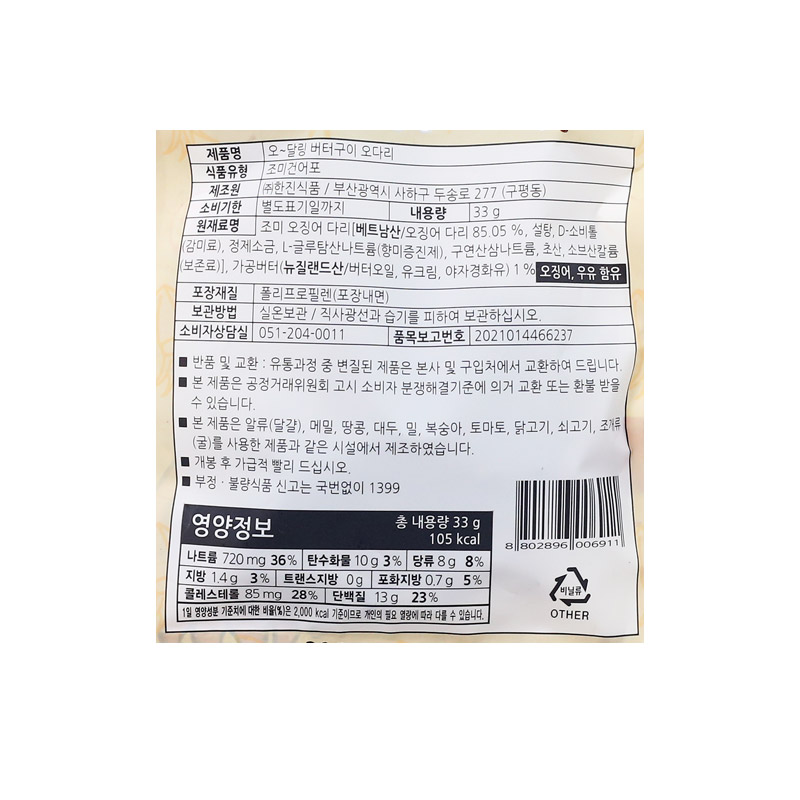 제품명 오~달링 버터구이 오다리
식품유형 조미건어포
제조원 ㈜한진식품 / 부산광역시 사하구 두송로 277 (구평동)
소비기한 별도표기일까지 내용량 33 g
원재료명 조미 오징어 다리[베트남산/오징어 다리 85.05 %, 설탕, D-소비톨
(감미료), 정제소금, L-글루탐산나트륨(향미증진제), 구연산삼나트륨, 초산, 소브산칼륨
(보존료)], 가공버터(뉴질랜드산/버터오일, 유크림, 야자경화유) 1 % 오징어, 우유 함유
포장재질 폴리프로필렌(포장내면)
보관방법 실온보관 / 직사광선과 습기를 피하여 보관하십시오.
소비자상담실 051-204-0011 품목보고번호 2021014466237
■ 반품 및 교환 : 유통과정 중 변질된 제품은 본사 및 구입처에서 교환하여 드립니다.
■ 본 제품은 공정거래위원회 고시 소비자 분쟁해결기준에 의거 교환 또는 환불 받을
수 있습니다.
■ 본 제품은 알류(달걀), 메밀, 땅콩, 대두, 밀, 복숭아, 토마토, 닭고기, 쇠고기, 조개류
(굴)를 사용한 제품과 같은 시설에서 제조하였습니다.
■ 개봉 후 가급적 빨리 드십시오.
■ 부정 · 불량식품 신고는 국번없이 1399
영양정보 총 내용량 33 g
105 kcal
나트륨 720 mg 36% 탄수화물 10 g 3% 당류 8 g 8%
지방 1.4 g 3% 트랜스지방 0 g 포화지방 0.7 g 5%
콜레스테롤 85 mg 28% 단백질 13 g 23%
1일 영양성분 기준치에 대한 비율(%)은 2,000 kcal 기준이므로 개인의 필요 열량에 따라 다를 수 있습니다.
8 802896 006911
비닐류
OTHER